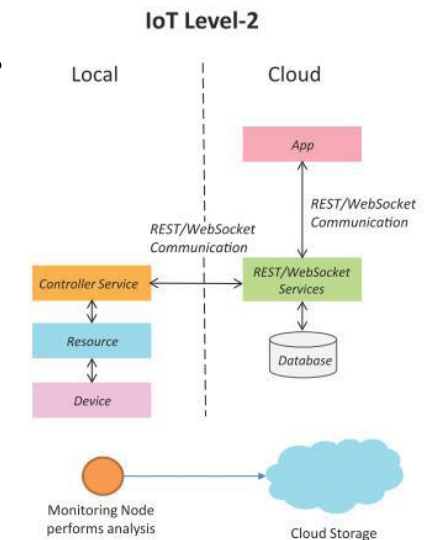 IoT Level-2
Local
Cloud
App
REST/WebSocket
Communication
REST/WebSocket
Communication
Controller Service
REST/WebSocket
Services
Resource
Database
Device
Monitoring Node
performs analysis
Cloud Storage